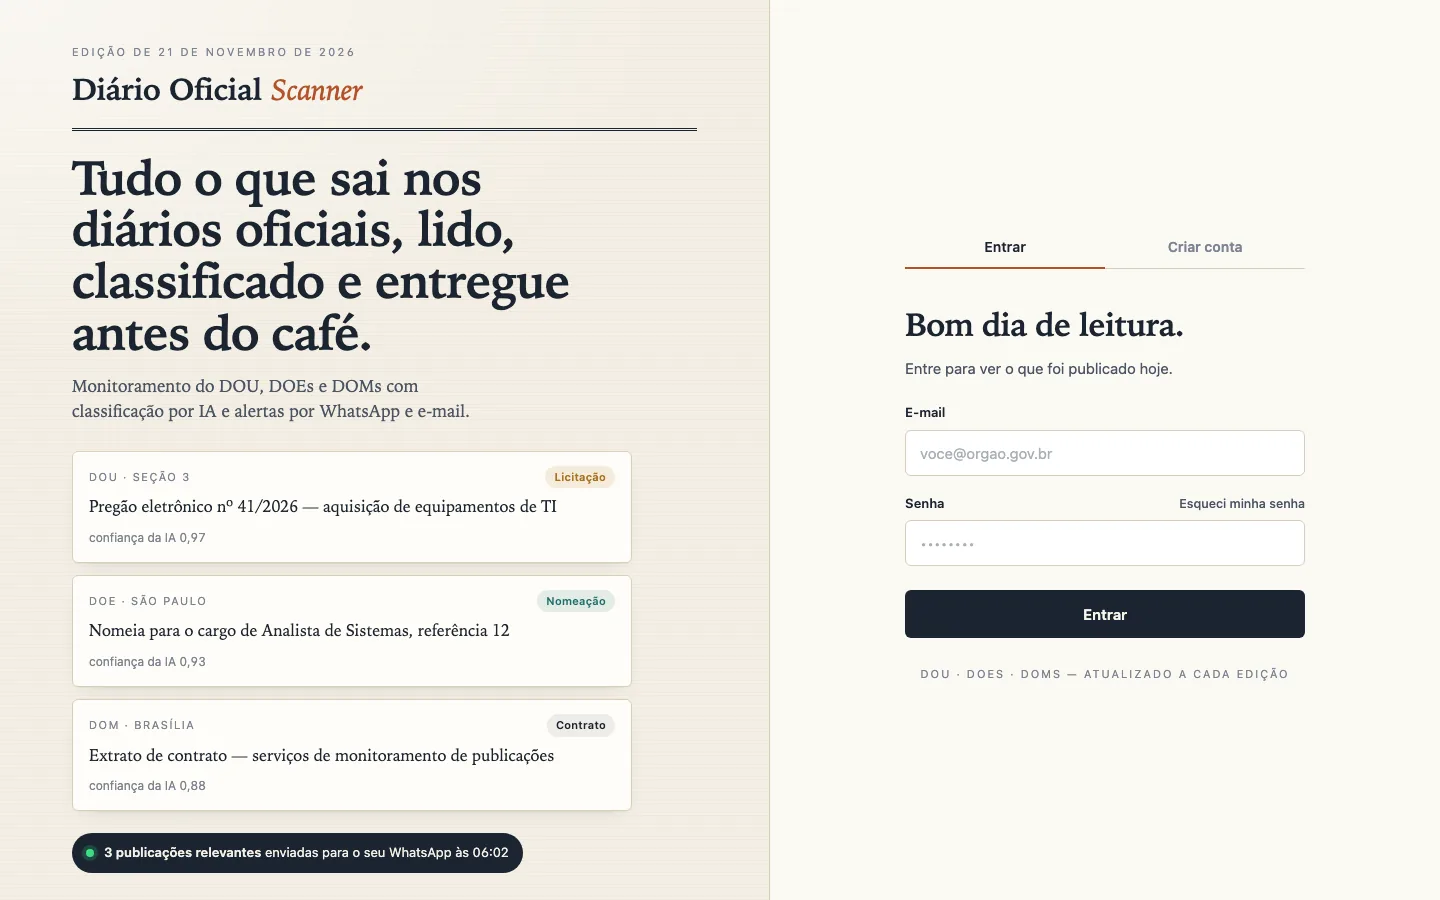 EDIÇÃO DE 21 DE NOVEMBRO DE 2026
Diário Oficial Scanner
Tudo o que sai nos
diários oficiais, lido,
classificado e entregue
antes do café.
Monitoramento do DOU, DOEs e DOMs com
classificação por IA e alertas por WhatsApp e e-mail.
DOU · SEÇÃO 3
Licitação
Pregão eletrônico nº 41/2026 — aquisição de equipamentos de TI
confiança da IA 0,97
DOE · SÃO PAULO
Nomeação
Nomeia para o cargo de Analista de Sistemas, referência 12
confiança da IA 0,93
DOM · BRASÍLIA
Contrato
Extrato de contrato — serviços de monitoramento de publicações
confiança da IA 0,88
3 publicações relevantes enviadas para o seu WhatsApp às 06:02
Entrar
Criar conta
Bom dia de leitura.
Entre para ver o que foi publicado hoje.
E-mail
voce@orgao.gov.br
Senha
Esqueci minha senha
••••••••
Entrar
DOU · DOES · DOMS — ATUALIZADO A CADA EDIÇÃO